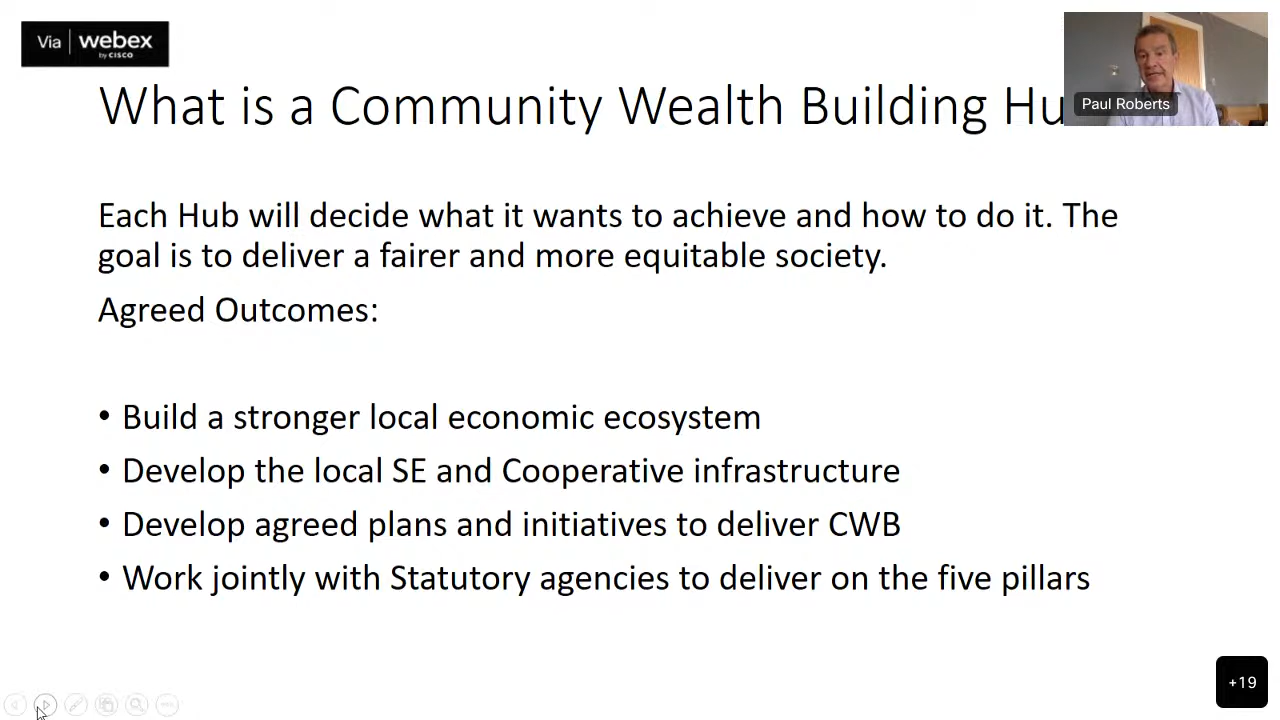 Via webex
by CISCO
Paul Roberts
What is a Community Wealth Building Hu
Each Hub will decide what it wants to achieve and how to do it. The
goal is to deliver a fairer and more equitable society.
Agreed Outcomes:
• Build a stronger local economic ecosystem
• Develop the local SE and Cooperative infrastructure
• Develop agreed plans and initiatives to deliver CWB
• Work jointly with Statutory agencies to deliver on the five pillars
+19